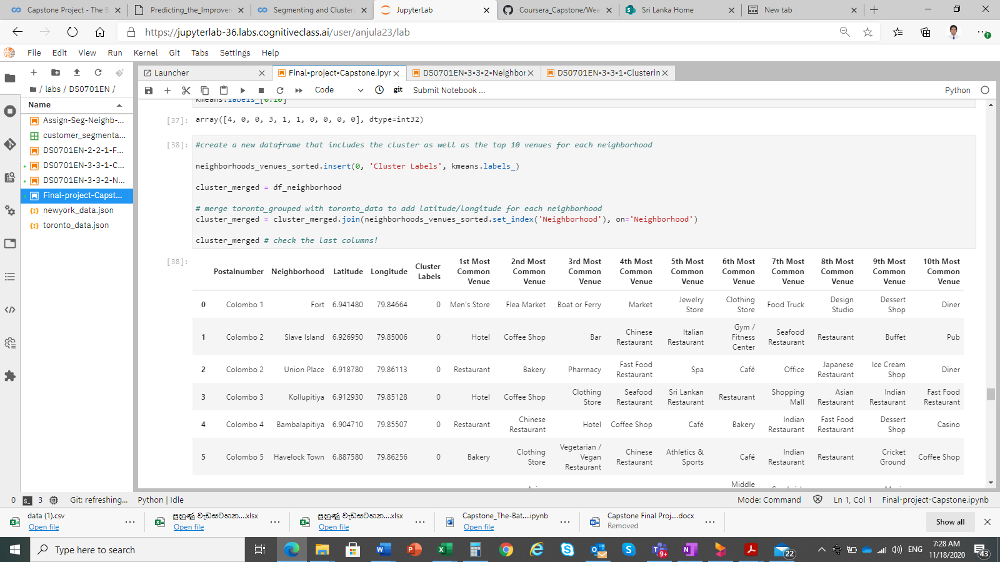 Capstone Project - The B
Predicting_the_Improvem
Segmenting and Clusteri
JupyterLab
Coursera_Capstone/Wee
Sri Lanka Home
New tab
https://jupyterlab-36.labs.cognitiveclass.ai/user/anjula23/lab
File Edit View Run Kernel Git Tabs Settings Help
/ labs / DS0701EN /
Name
Assign-Seg-Neighb-...
customer_segmenta...
DS0701EN-2-2-1-F...
DS0701EN-3-3-1-C...
DS0701EN-3-3-2-N...
Final-project-Capst...
newyork_data.json
toronto_data.json
Launcher
Final-project-Capstone.ipyr
DS0701EN-3-3-2-Neighbor
DS0701EN-3-3-1-Clusterin
Code
git
Submit Notebook ...
Python
kmeans.labels_[0:10]
[37]: array([4, 0, 0, 3, 1, 1, 0, 0, 0, 0], dtype=int32)
[38]: #create a new dataframe that includes the cluster as well as the top 10 venues for each neighborhood
neighborhoods_venues_sorted.insert(0, 'Cluster Labels', kmeans.labels_)
cluster_merged = df_neighborhood
# merge toronto_grouped with toronto_data to add latitude/longitude for each neighborhood
cluster_merged = cluster_merged.join(neighborhoods_venues_sorted.set_index('Neighborhood'), on='Neighborhood')
cluster_merged # check the last columns!
[38]:
Postalnumber Neighborhood Latitude Longitude Cluster Labels 1st Most Common Venue 2nd Most Common Venue 3rd Most Common Venue 4th Most Common Venue 5th Most Common Venue 6th Most Common Venue 7th Most Common Venue 8th Most Common Venue 9th Most Common Venue 10th Most Common Venue
0 Colombo 1 Fort 6.941480 79.84664 0 Men's Store Flea Market Boat or Ferry Market Jewelry Store Clothing Store Food Truck Design Studio Dessert Shop Diner
1 Colombo 2 Slave Island 6.926950 79.85006 0 Hotel Coffee Shop Bar Chinese Restaurant Italian Restaurant Gym / Fitness Center Seafood Restaurant Restaurant Buffet Pub
2 Colombo 2 Union Place 6.918780 79.86113 0 Restaurant Bakery Pharmacy Fast Food Restaurant Spa Café Office Japanese Restaurant Ice Cream Shop Diner
3 Colombo 3 Kollupitiya 6.912930 79.85128 0 Hotel Coffee Shop Clothing Store Seafood Restaurant Sri Lankan Restaurant Restaurant Shopping Mall Asian Restaurant Indian Restaurant Fast Food Restaurant
4 Colombo 4 Bambalapitiya 6.904710 79.85507 0 Restaurant Chinese Restaurant Hotel Coffee Shop Café Bakery Indian Restaurant Fast Food Restaurant Dessert Shop Casino
5 Colombo 5 Havelock Town 6.887580 79.86256 0 Bakery Clothing Store Vegetarian / Vegan Restaurant Chinese Restaurant Athletics & Sports Café Indian Restaurant Restaurant Cricket Ground Coffee Shop
Middle
0 3 Git: refreshing... Python | Idle
Mode: Command Ln 1, Col 1 Final-project-Capstone.ipynb
data (1).csv
Open file
පුහුණු වැඩසටහන....xlsx
Open file
පුහුණු වැඩසටහන....xlsx
Open file
Capstone_The-Bat....ipynb
Open file
Capstone Final Proj....docx
Removed
Show all
Type here to search
9+
22
ENG
7:28 AM
11/18/2020
43